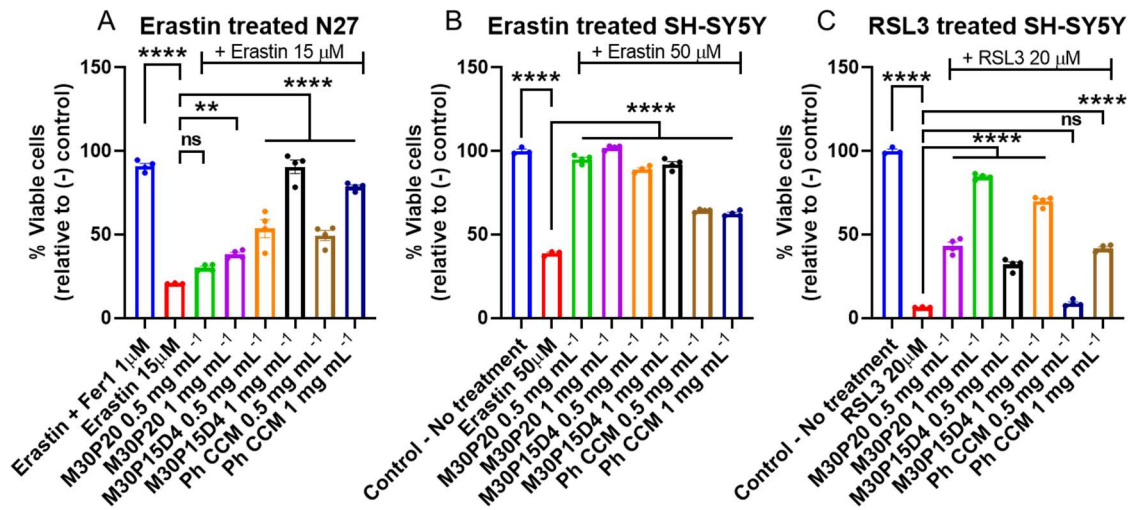 A
Erastin treated N27
+ Erastin 15 μM
****
****
**
ns
% Viable cells
(relative to (-) control)
150
100
50
0
Erastin + Fer1 1μM
Erastin 15μM
M30P20 0.5 mg mL-1
M30P20 1 mg mL-1
M30P15D4 0.5 mg mL-1
M30P15D4 1 mg mL-1
Ph CCM 0.5 mg mL-1
Ph CCM 1 mg mL-1
B
Erastin treated SH-SY5Y
+ Erastin 50 μM
****
****
% Viable cells
(relative to (-) control)
150
100
50
0
Control - No treatment
Erastin 50μM
M30P20 0.5 mg mL-1
M30P20 1 mg mL-1
M30P15D4 0.5 mg mL-1
M30P15D4 1 mg mL-1
Ph CCM 0.5 mg mL-1
Ph CCM 1 mg mL-1
C
RSL3 treated SH-SY5Y
+ RSL3 20 μM
****
****
ns
****
% Viable cells
(relative to (-) control)
150
100
50
0
Control - No treatment
RSL3 20μM
M30P20 0.5 mg mL-1
M30P20 1 mg mL-1
M30P15D4 0.5 mg mL-1
M30P15D4 1 mg mL-1
Ph CCM 0.5 mg mL-1
Ph CCM 1 mg mL-1